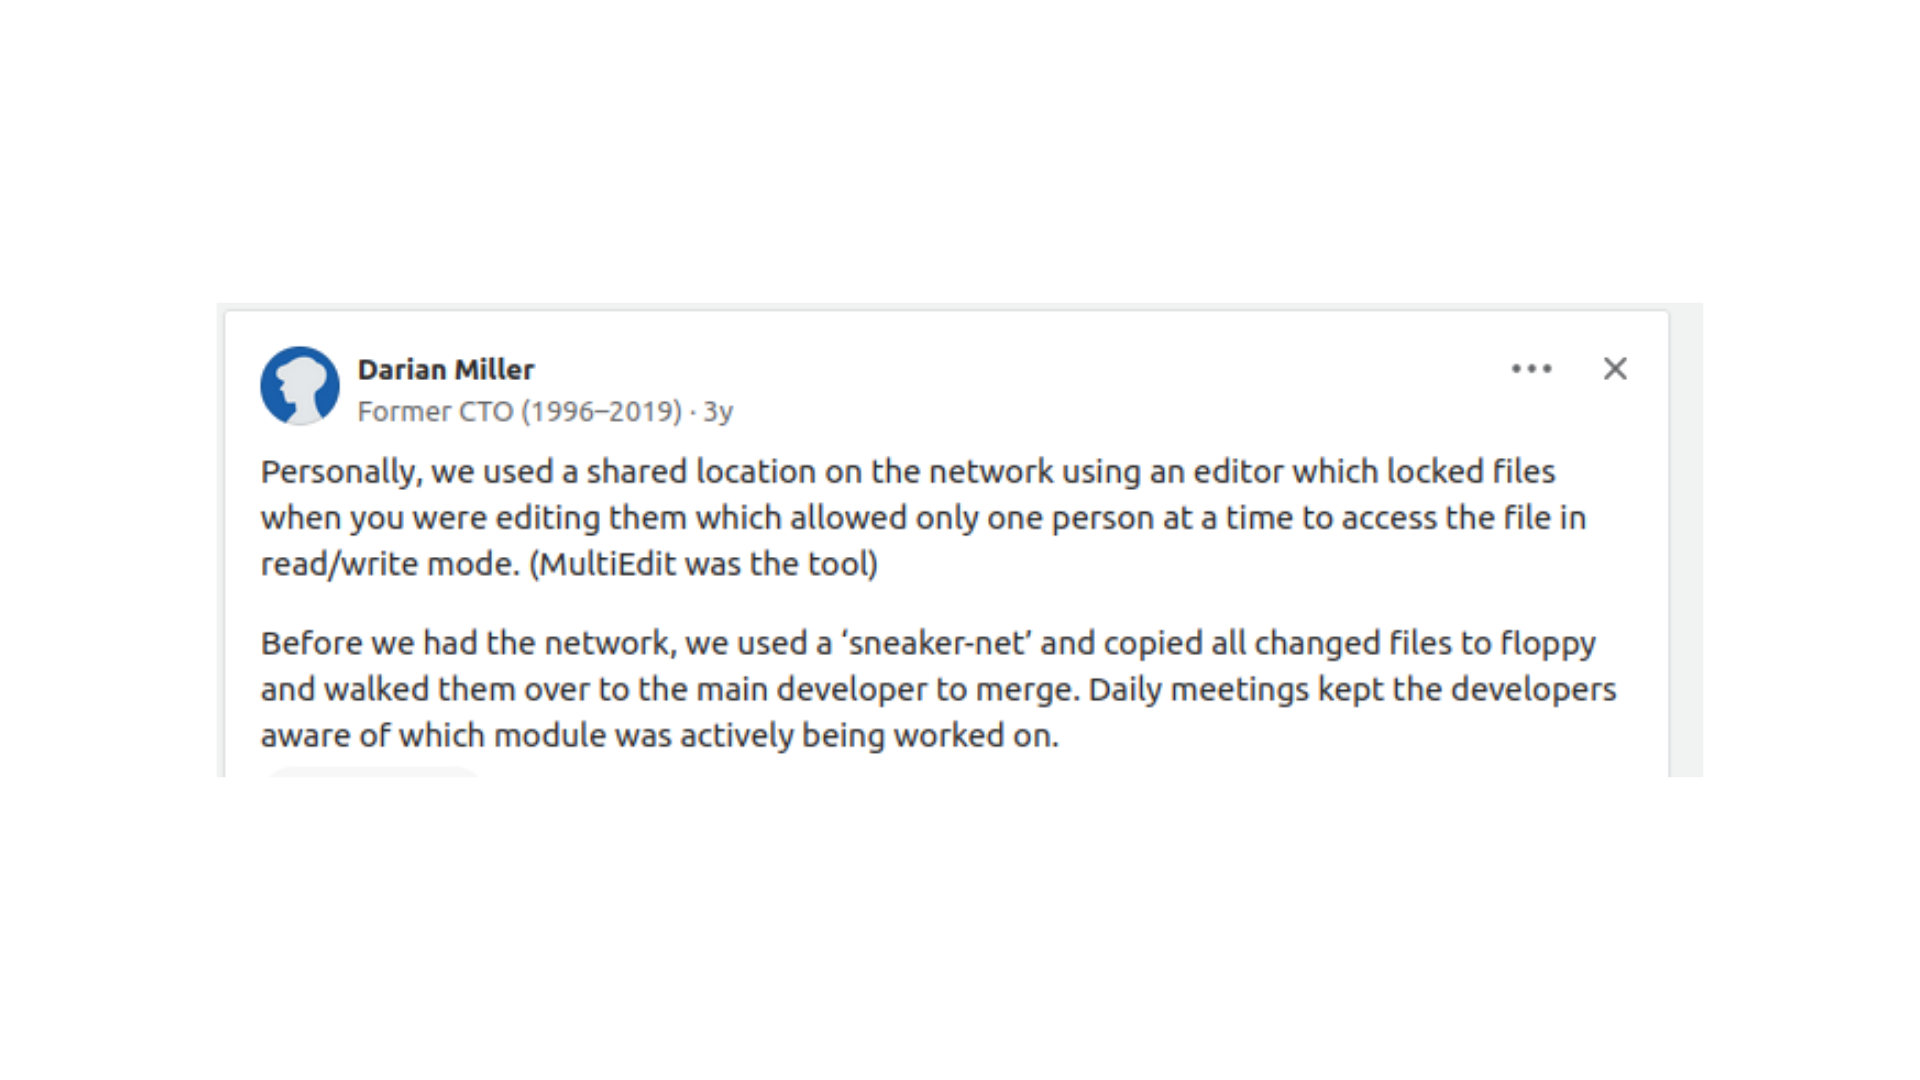 Darian Miller
Former CTO (1996–2019) · 3y
Personally, we used a shared location on the network using an editor which locked files
when you were editing them which allowed only one person at a time to access the file in
read/write mode. (MultiEdit was the tool)
Before we had the network, we used a ‘sneaker-net’ and copied all changed files to floppy
and walked them over to the main developer to merge. Daily meetings kept the developers
aware of which module was actively being worked on.